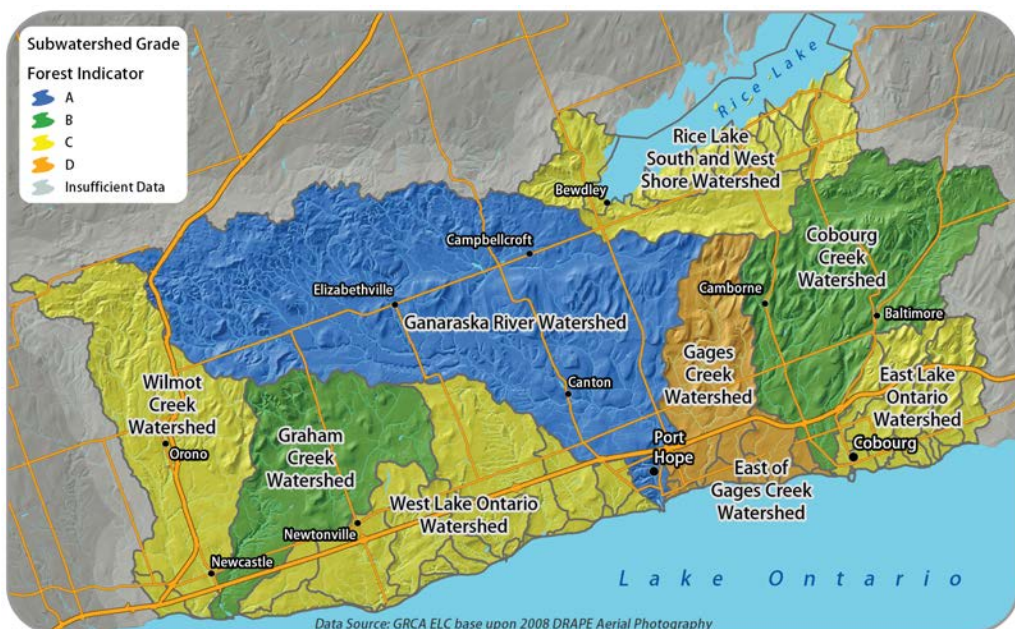 Subwatershed Grade
Forest Indicator
A
B
C
D
Insufficient Data
Rice Lake
Rice Lake
South and West
Shore Watershed
Bewdley
Cobourg
Creek
Watershed
Campbellcroft
Elizabethville
Camborne
Baltimore
Ganaraska River Watershed
Gages
Creek
Watershed
Canton
East Lake
Ontario
Watershed
Wilmot
Creek
Watershed
Orono
Graham
Creek
Watershed
Port
Hope
Cobourg
East of
Gages Creek
Watershed
West Lake Ontario
Watershed
Newtonville
Newcastle
Lake Ontario
Data Source: GRCA ELC base upon 2008 DRAPE Aerial Photography